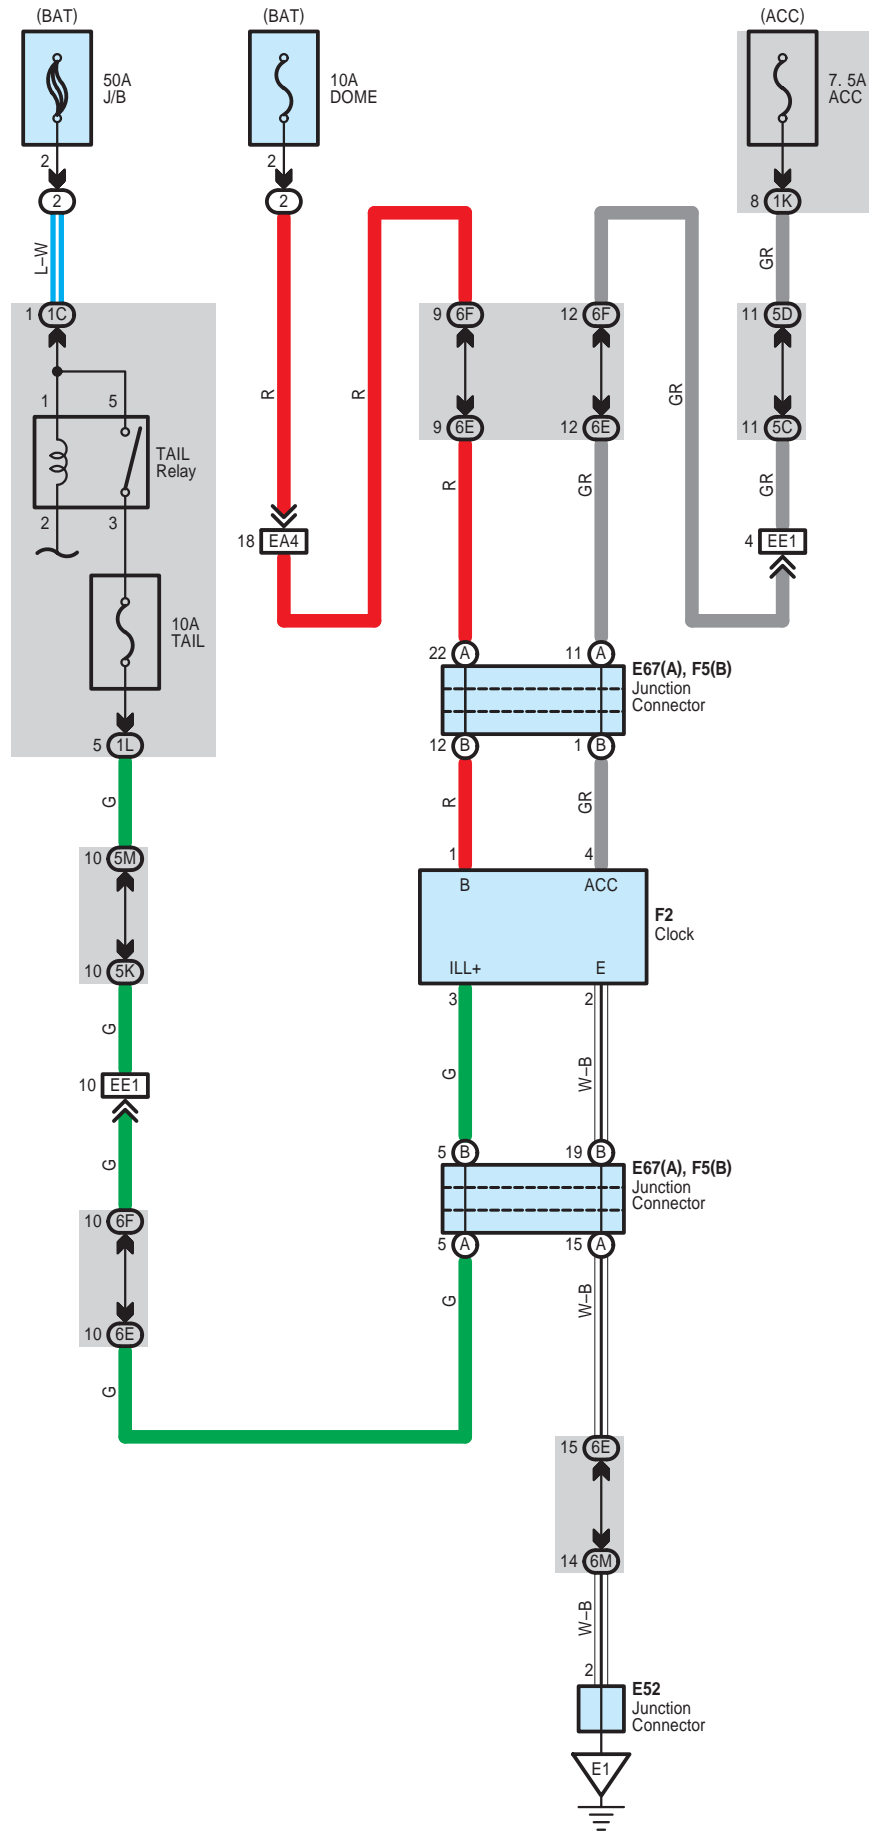 (BAT)
(BAT)
(ACC)
50A
J/B
10A
DOME
7. 5A
ACC
2
2
2
2
8 1K
L–W
GR
1 1C
9 6F
12 6F
11 5D
R
R
GR
1 5
9 6E
12 6E
11 5C
TAIL
Relay
R
GR
GR
2 3
18 EA4
4 EE1
10A
TAIL
22 A
11 A
E67(A), F5(B)
Junction
Connector
5 1L
12 B
1 B
G
R
GR
10 5M
1 4
B ACC
F2
Clock
10 5K
ILL+ E
3 2
G
G
W–B
10 EE1
5 B
19 B
G
E67(A), F5(B)
Junction
Connector
10 6F
5 A
15 A
G
W–B
10 6E
G
15 6E
14 6M
W–B
2
E52
Junction
Connector
E1